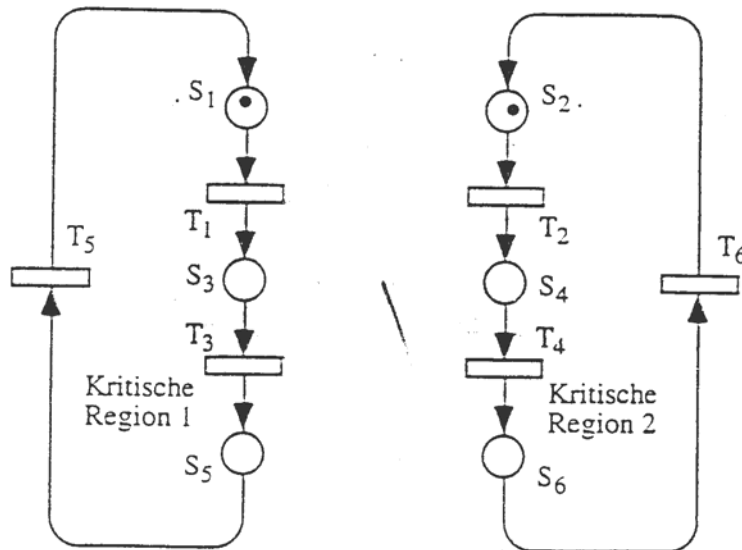 S1
S2
T1
T2
T5
T6
S3
S4
T3
T4
Kritische
Region 1
Kritische
Region 2
S5
S6